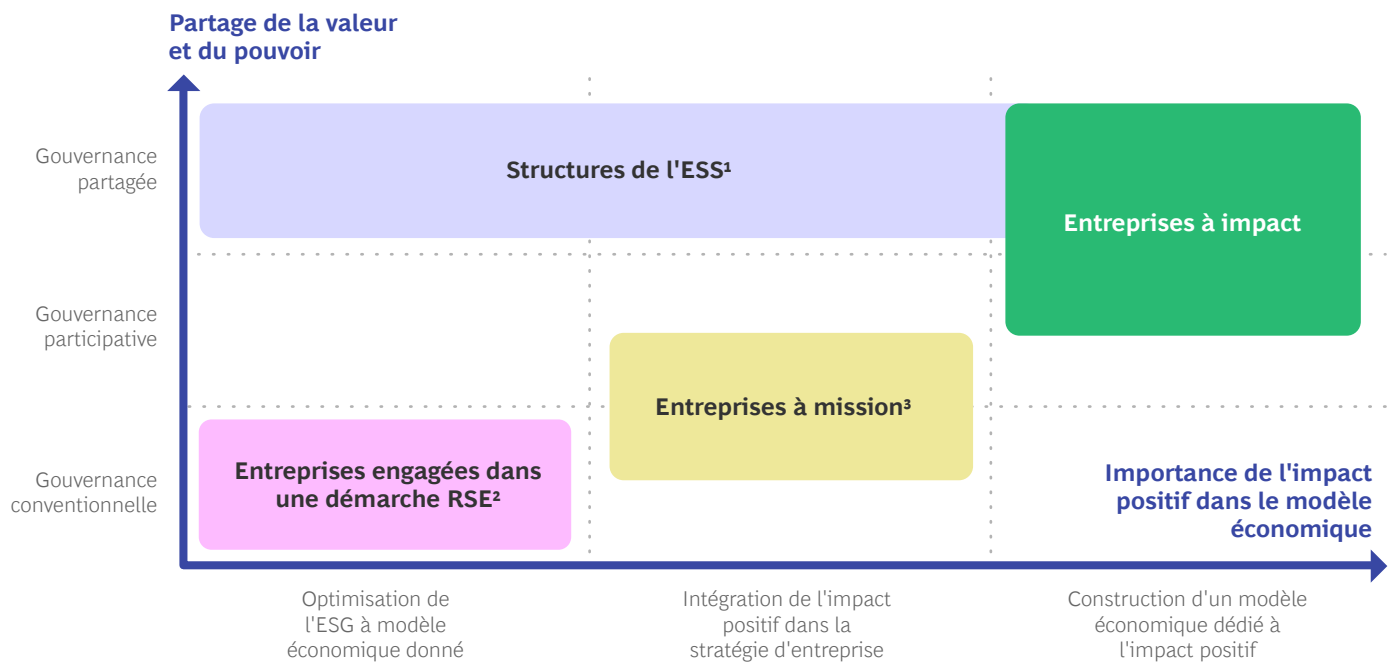 Partage de la valeur
et du pouvoir
Gouvernance
partagée
Structures de l'ESS¹
Entreprises à impact
Gouvernance
participative
Entreprises à mission³
Gouvernance
conventionnelle
Entreprises engagées dans
une démarche RSE²
Importance de l'impact
positif dans le modèle
économique
Optimisation de
l'ESG à modèle
économique donné
Intégration de l'impact
positif dans la
stratégie d'entreprise
Construction d'un modèle
économique dédié à
l'impact positif